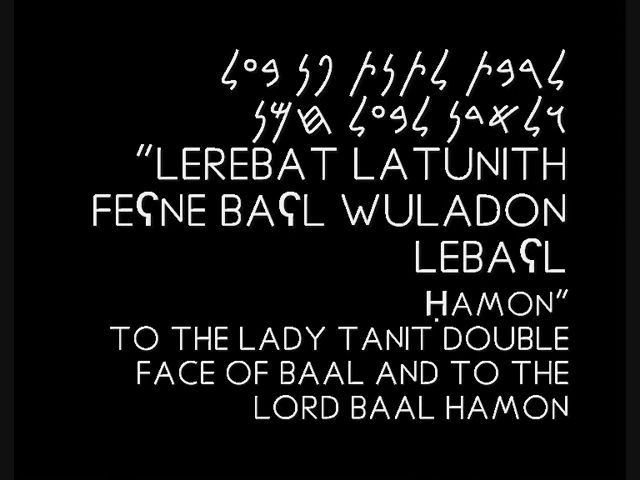 𐤋𐤓𐤁𐤕 𐤋𐤕𐤍𐤕 𐤐𐤍 𐤁𐤏𐤋
𐤅𐤋𐤀𐤃𐤍 𐤋𐤁𐤏𐤋 𐤇𐤌𐤍
"LEREBAT LATUNITH
FEʕNE BAʕL WULADON
LEBAʕL
ḤAMON"
TO THE LADY TANIT DOUBLE
FACE OF BAAL AND TO THE
LORD BAAL HAMON